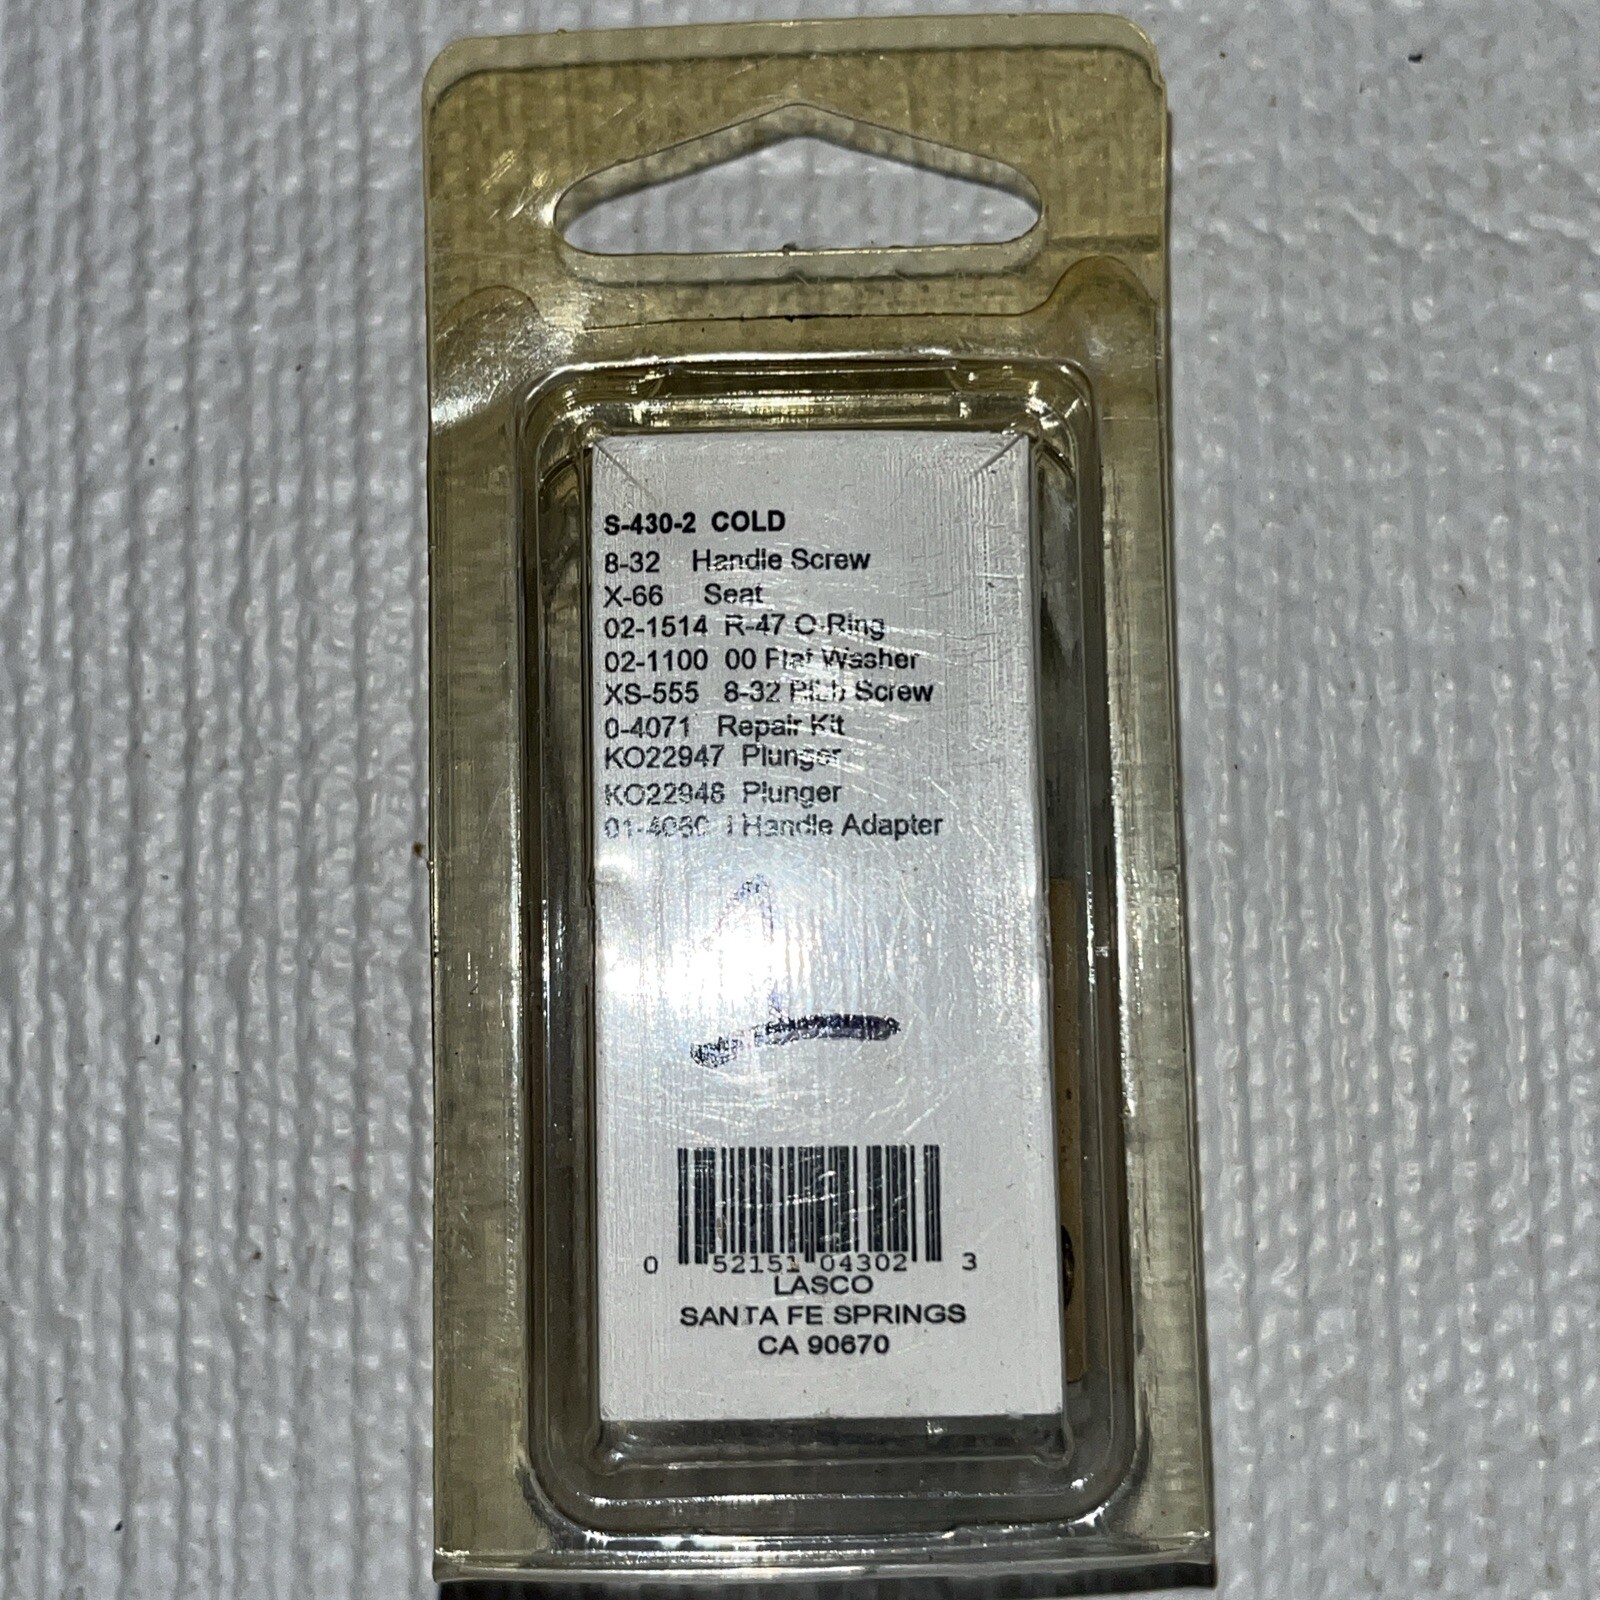 S-430-2 COLD
8-32 Handle Screw
X-66 Seat
02-1514 R-47 O-Ring
02-1100 00 Flat Washer
XS-555 8-32 Bibb Screw
0-4071 Repair Kit
KO22947 Plunger
KO22948 Plunger
Handle Adapter
0 52151 04302 3
LASCO
SANTA FE SPRINGS
CA 90670